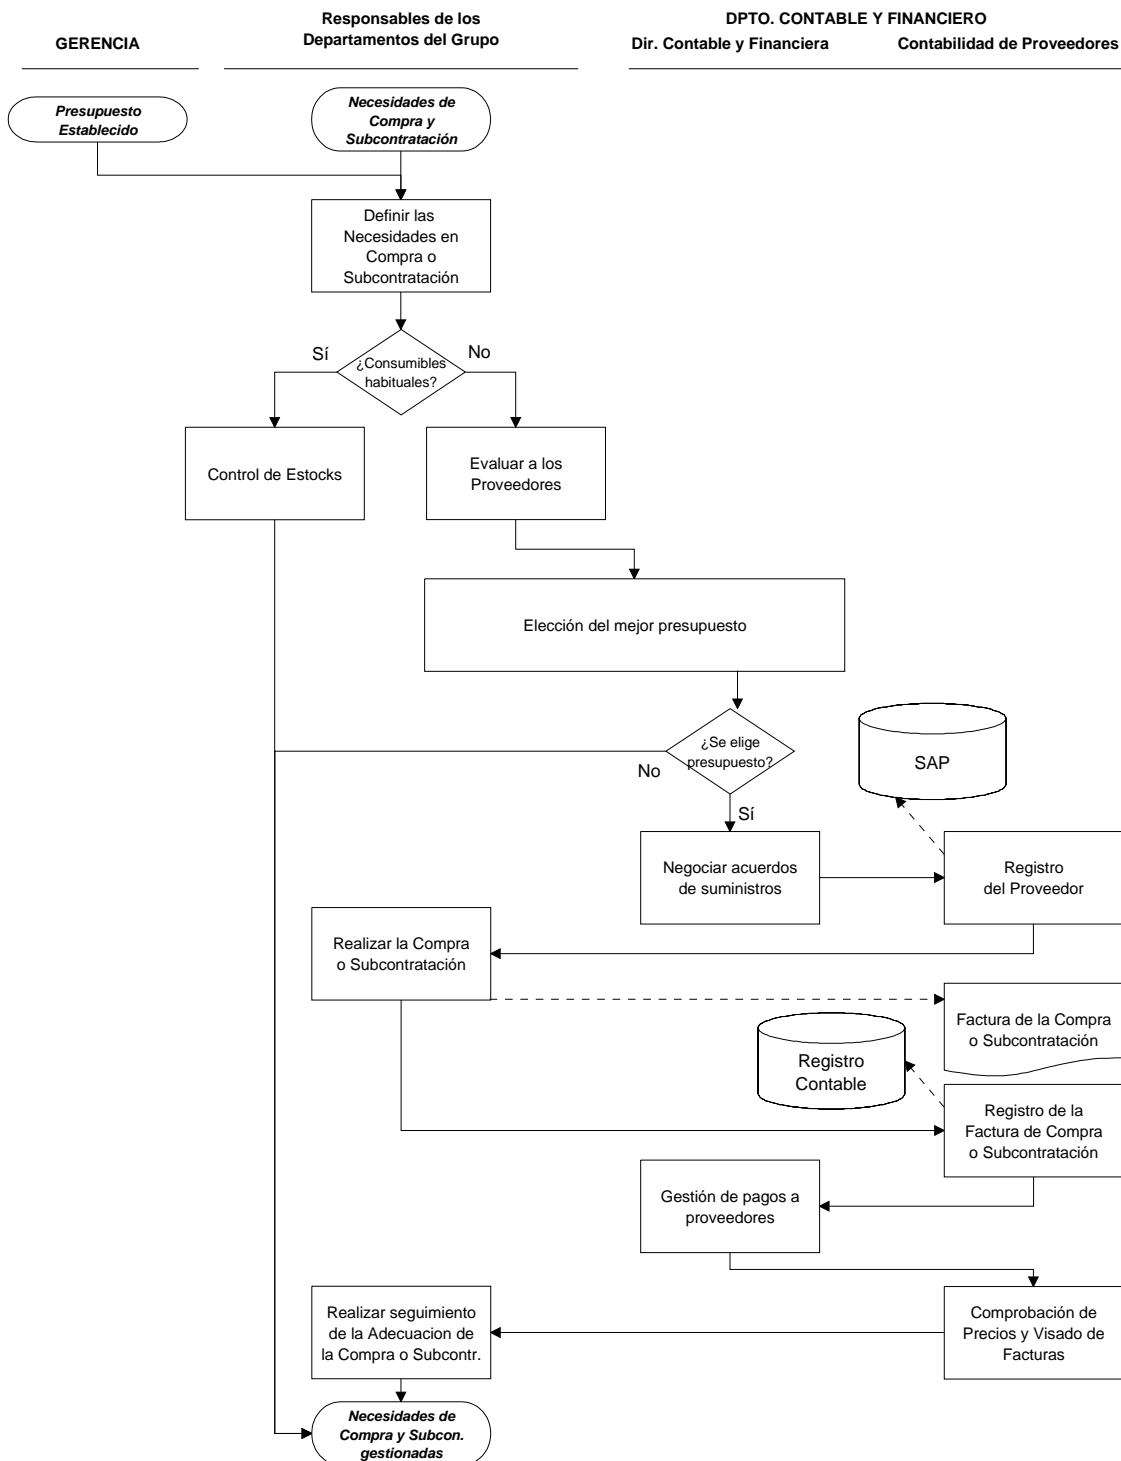 GERENCIA
Responsables de los
Departamentos del Grupo
DPTO. CONTABLE Y FINANCIERO
Dir. Contable y Financiera
Contabilidad de Proveedores
Presupuesto
Establecido
Necesidades de
Compra y
Subcontratación
Definir las
Necesidades en
Compra o
Subcontratación
¿Consumibles
habituales?
Sí
No
Control de Estocks
Evaluar a los
Proveedores
Elección del mejor presupuesto
¿Se elige
presupuesto?
No
Sí
SAP
Negociar acuerdos
de suministros
Registro
del Proveedor
Realizar la Compra
o Subcontratación
Factura de la Compra
o Subcontratación
Registro
Contable
Registro de la
Factura de Compra
o Subcontratación
Gestión de pagos a
proveedores
Comprobación de
Precios y Visado de
Facturas
Realizar seguimiento
de la Adecuacion de
la Compra o Subcontr.
Necesidades de
Compra y Subcon.
gestionadas